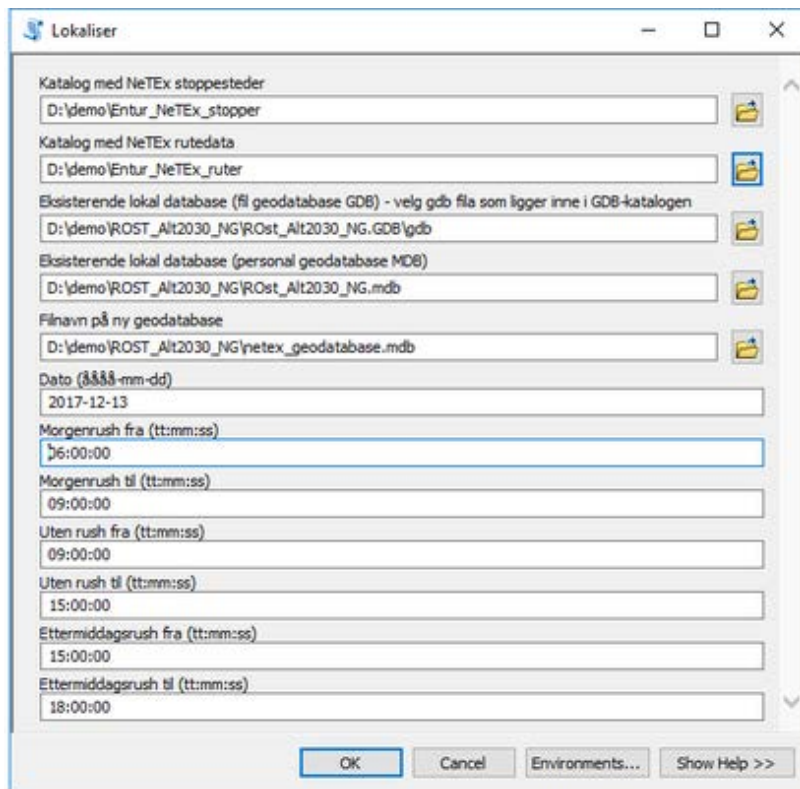 Lokaliser
Katalog med NeTEx stoppesteder
D:\demo\Entur_NeTEx_stopper
Katalog med NeTEx rutedata
D:\demo\Entur_NeTEx_ruter
Eksisterende lokal database (fil geodatabase GDB) - velg gdb fila som ligger inne i GDB-katalogen
D:\demo\ROST_Alt2030_NG\ROst_Alt2030_NG.GDB\gdb
Eksisterende lokal database (personal geodatabase MDB)
D:\demo\ROST_Alt2030_NG\ROst_Alt2030_NG.mdb
Filnavn på ny geodatabase
D:\demo\ROST_Alt2030_NG\netex_geodatabase.mdb
Dato (åååå-mm-dd)
2017-12-13
Morgenrush fra (tt:mm:ss)
06:00:00
Morgenrush til (tt:mm:ss)
09:00:00
Uten rush fra (tt:mm:ss)
09:00:00
Uten rush til (tt:mm:ss)
15:00:00
Ettermiddagsrush fra (tt:mm:ss)
15:00:00
Ettermiddagsrush til (tt:mm:ss)
18:00:00
OK Cancel Environments... Show Help >>